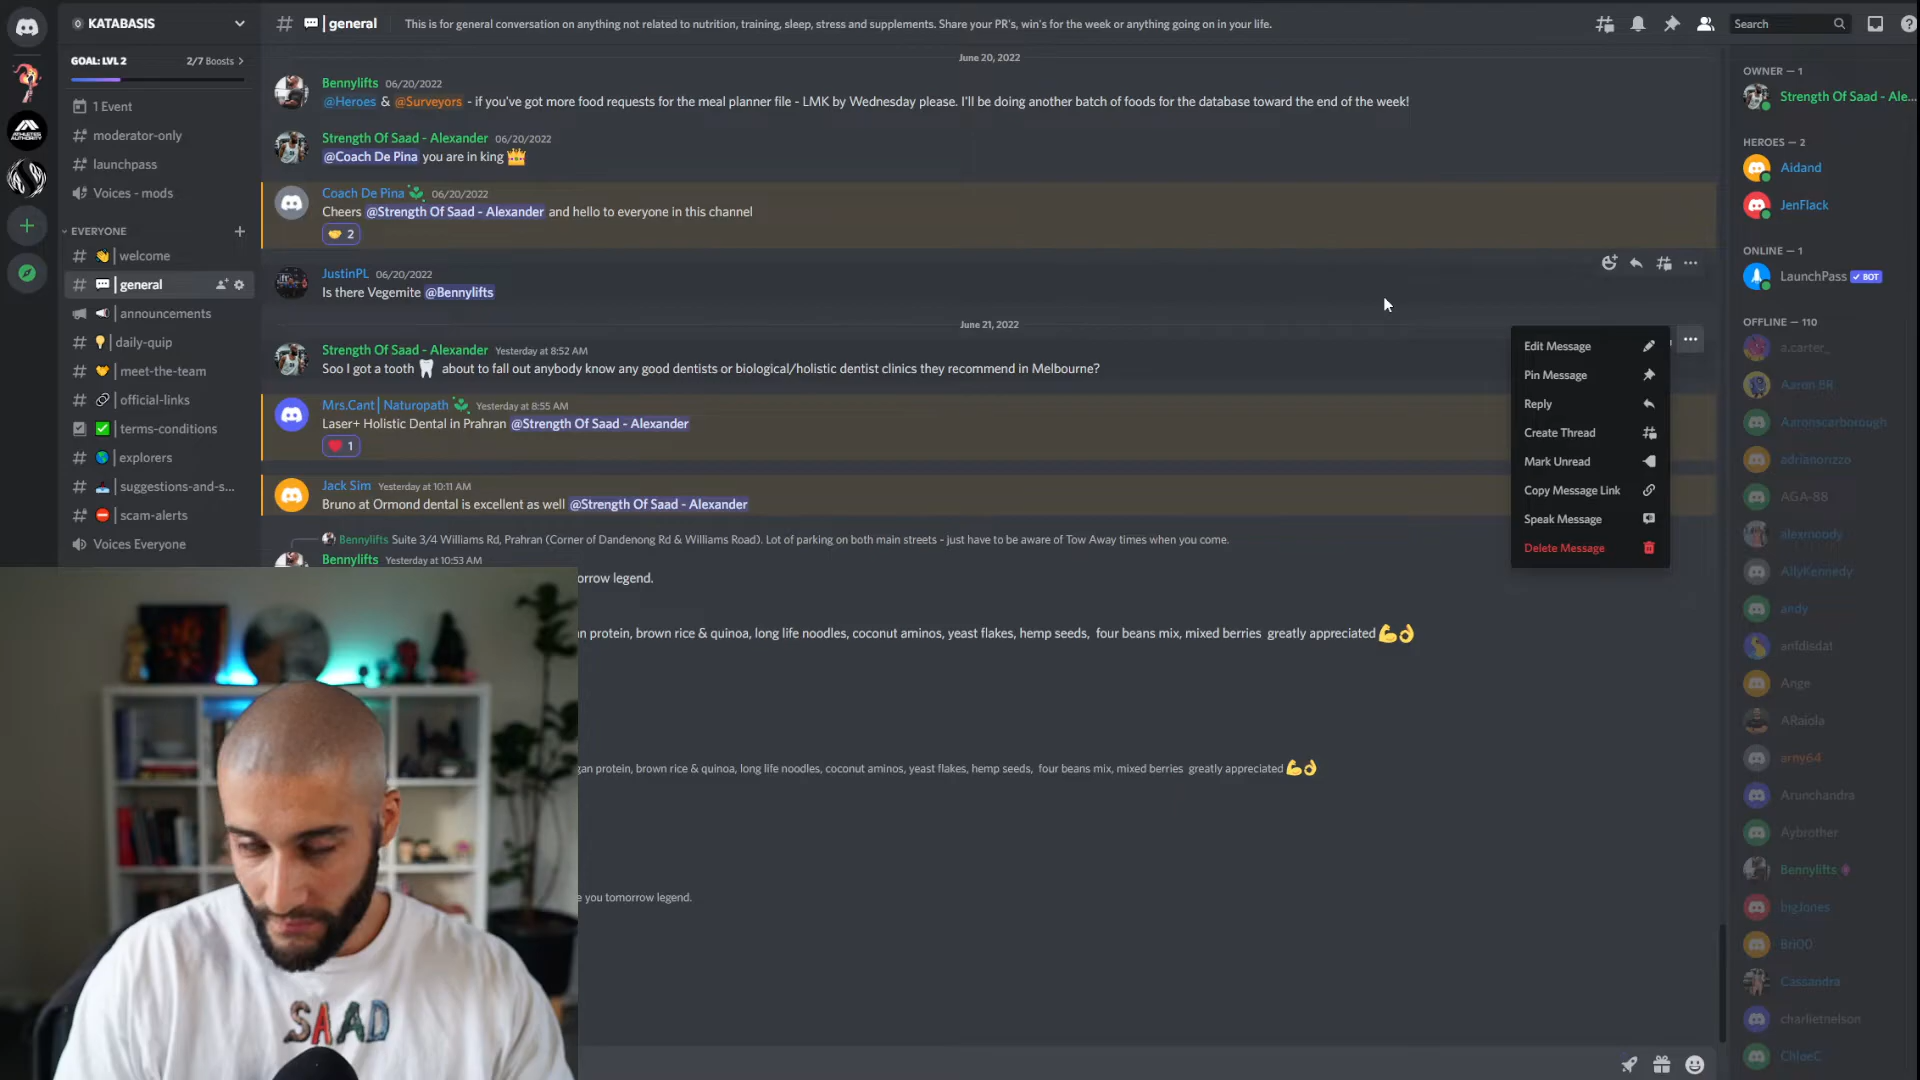 KATABASIS
GOAL: LVL 2
2/7 Boosts >
1 Event
moderator-only
launchpass
Voices - mods
EVERYONE
welcome
general
announcements
daily-quip
meet-the-team
official-links
terms-conditions
explorers
suggestions-and-s...
scam-alerts
Voices Everyone
general
This is for general conversation on anything not related to nutrition, training, sleep, stress and supplements. Share your PR's, win's for the week or anything going on in your life.
Search
June 20, 2022
Bennylifts 06/20/2022
@Heroes & @Surveyors - if you've got more food requests for the meal planner file - LMK by Wednesday please. I'll be doing another batch of foods for the database toward the end of the week!
Strength Of Saad - Alexander 06/20/2022
@Coach De Pina you are in king 👑
Coach De Pina 06/20/2022
Cheers @Strength Of Saad - Alexander and hello to everyone in this channel
2
JustinPL 06/20/2022
Is there Vegemite @Bennylifts
June 21, 2022
Strength Of Saad - Alexander Yesterday at 8:52 AM
Soo I got a tooth 🦷 about to fall out anybody know any good dentists or biological/holistic dentist clinics they recommend in Melbourne?
Mrs.Cant | Naturopath Yesterday at 8:55 AM
Laser+ Holistic Dental in Prahran @Strength Of Saad - Alexander
1
Jack Sim Yesterday at 10:11 AM
Bruno at Ormond dental is excellent as well @Strength Of Saad - Alexander
Bennylifts Suite 3/4 Williams Rd, Prahran (Corner of Dandenong Rd & Williams Road). Lot of parking on both main streets - just have to be aware of Tow Away times when you come.
Bennylifts Yesterday at 10:53 AM
orrow legend.
n protein, brown rice & quinoa, long life noodles, coconut aminos, yeast flakes, hemp seeds, four beans mix, mixed berries greatly appreciated 💪👌
gan protein, brown rice & quinoa, long life noodles, coconut aminos, yeast flakes, hemp seeds, four beans mix, mixed berries greatly appreciated 💪👌
e you tomorrow legend.
Edit Message
Pin Message
Reply
Create Thread
Mark Unread
Copy Message Link
Speak Message
Delete Message
OWNER — 1
Strength Of Saad - Ale...
HEROES — 2
Aidand
JenFlack
ONLINE — 1
LaunchPass BOT
OFFLINE — 110
a.carter_
Aaron BR
Aaronscarborough
adrianorizzo
AGA-88
alexmoody
AllyKennedy
andy
anfdisda1
Ange
ARaiola
arny64
Arunchandra
Aybrother
Bennylifts
bigJones
Bri00
Cassandra
charlietnelson
ChloeC
SAAD